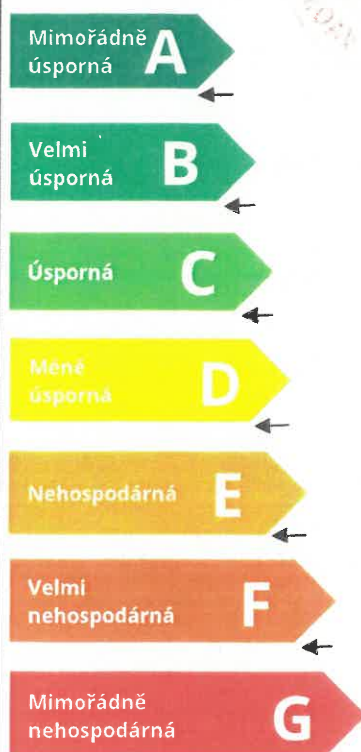 Mimořádně
úsporná
A
Velmi
úsporná
B
Úsporná
C
Méně
úsporná
D
Nehospodárná
E
Velmi
nehospodárná
F
Mimořádně
nehospodárná
G